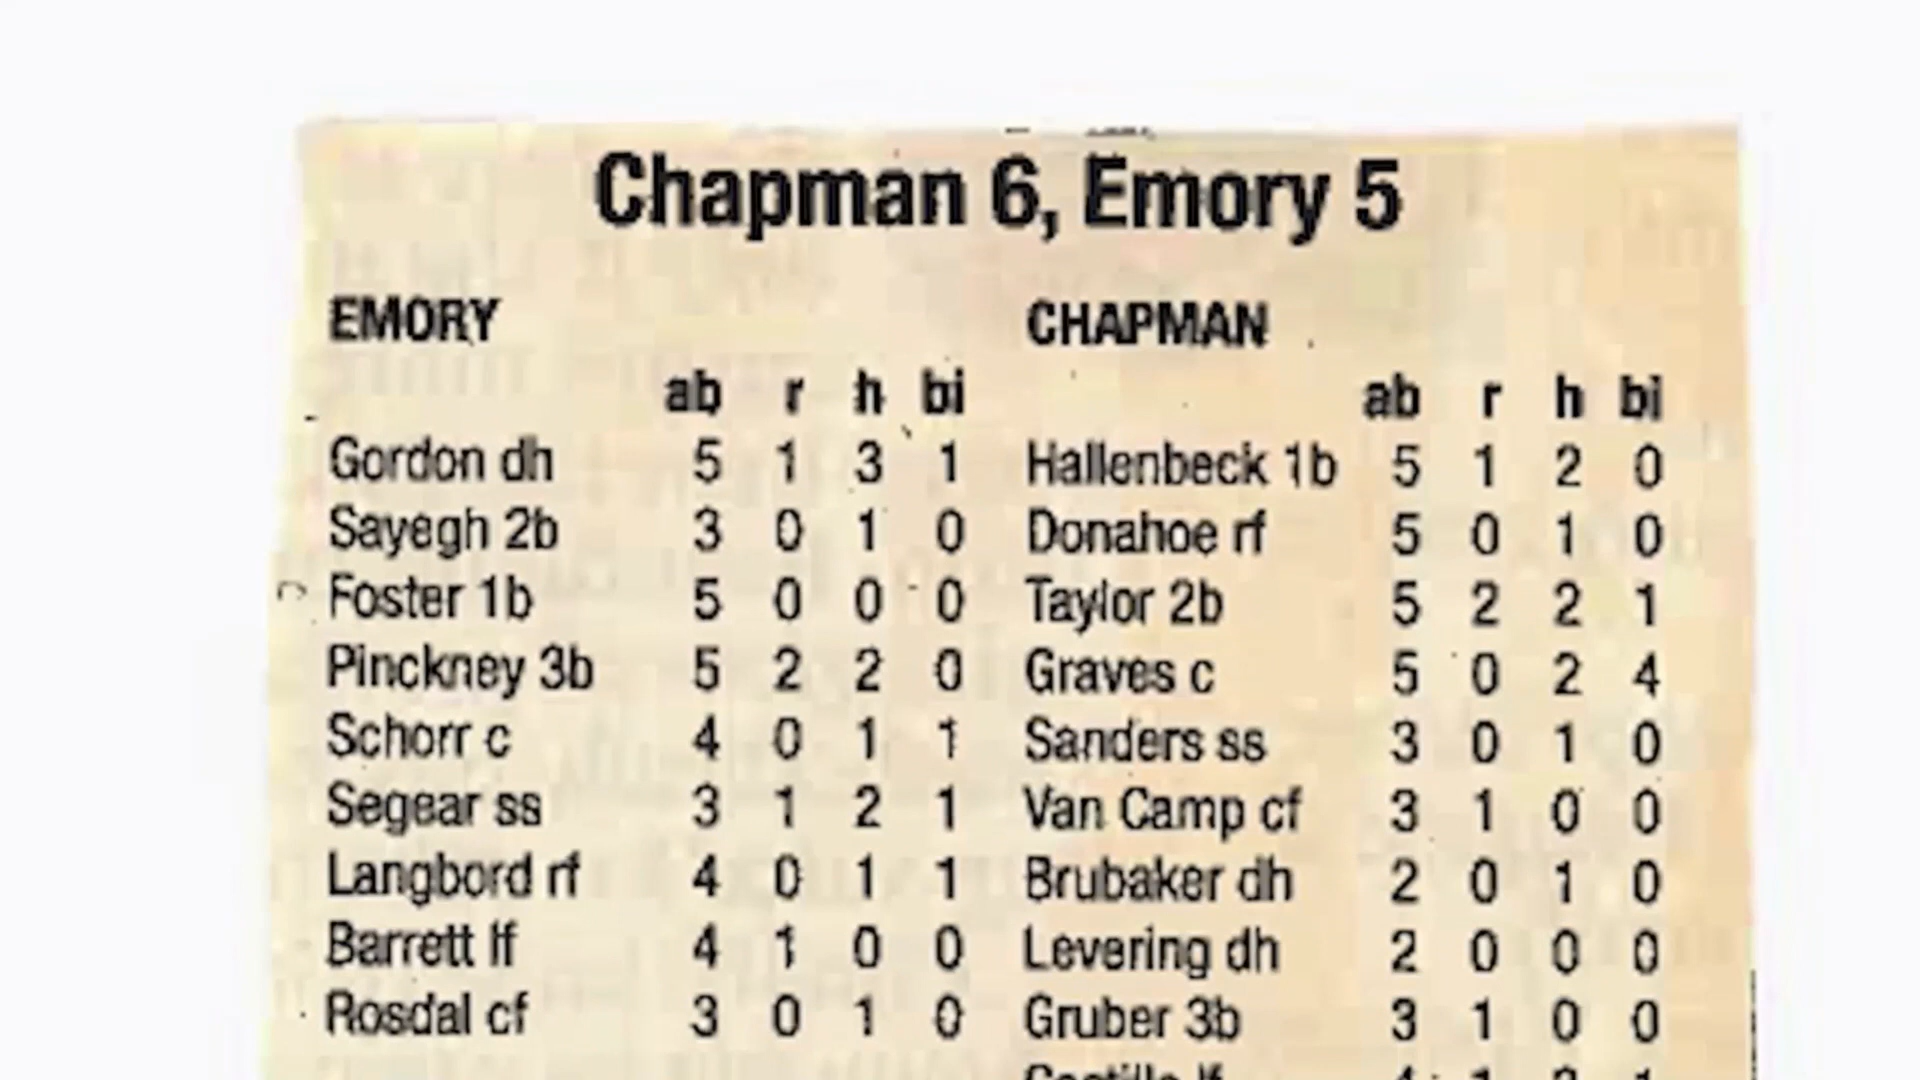 Chapman 6, Emory 5
EMORY
ab r h bi
Gordon dh 5 1 3 1
Sayegh 2b 3 0 1 0
Foster 1b 5 0 0 0
Pinckney 3b 5 2 2 0
Schorr c 4 0 1 1
Segear ss 3 1 2 1
Langbord rf 4 0 1 1
Barrett lf 4 1 0 0
Rosdal cf 3 0 1 0
CHAPMAN
ab r h bi
Hallenbeck 1b 5 1 2 0
Donahoe rf 5 0 1 0
Taylor 2b 5 2 2 1
Graves c 5 0 2 4
Sanders ss 3 0 1 0
Van Camp cf 3 1 0 0
Brubaker dh 2 0 1 0
Levering dh 2 0 0 0
Gruber 3b 3 1 0 0